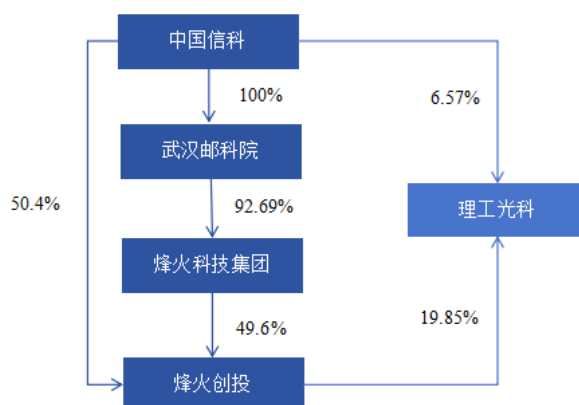 中国信科
100%
6.57%
武汉邮科院
50.4%
92.69%
理工光科
烽火科技集团
49.6%
19.85%
烽火创投